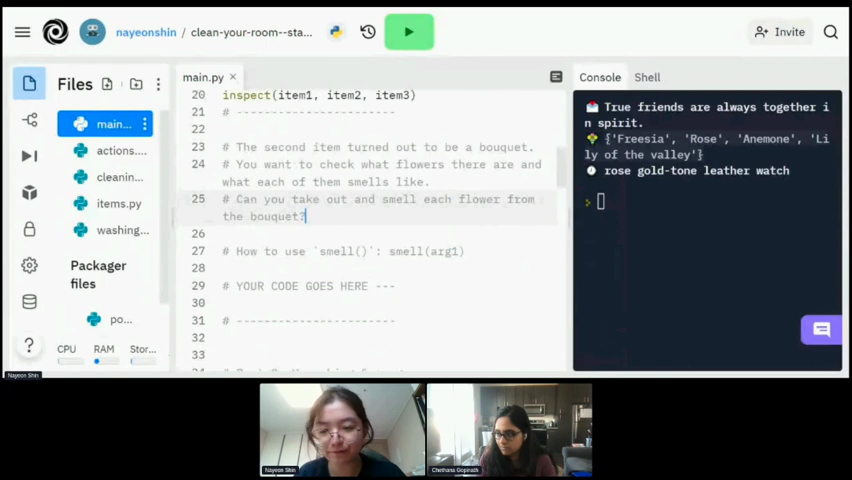 nayeonshin / clean-your-room--sta...
Invite
Files
main...
actions....
cleanin...
items.py
washing...
Packager
files
po...
CPU RAM Stor...
Nayeon Shin
main.py ×
20 inspect(item1, item2, item3)
21 # -----------------------
22
23 # The second item turned out to be a bouquet.
24 # You want to check what flowers there are and
what each of them smells like.
25 # Can you take out and smell each flower from
the bouquet?
26
27 # How to use `smell()`: smell(arg1)
28
29 # YOUR CODE GOES HERE ---
30
31 # -----------------------
32
33
Console Shell
True friends are always together i
n spirit.
{'Freesia', 'Rose', 'Anemone', 'Li
ly of the valley'}
rose gold-tone leather watch
>
?
Nayeon Shin
Chethana Gopinath